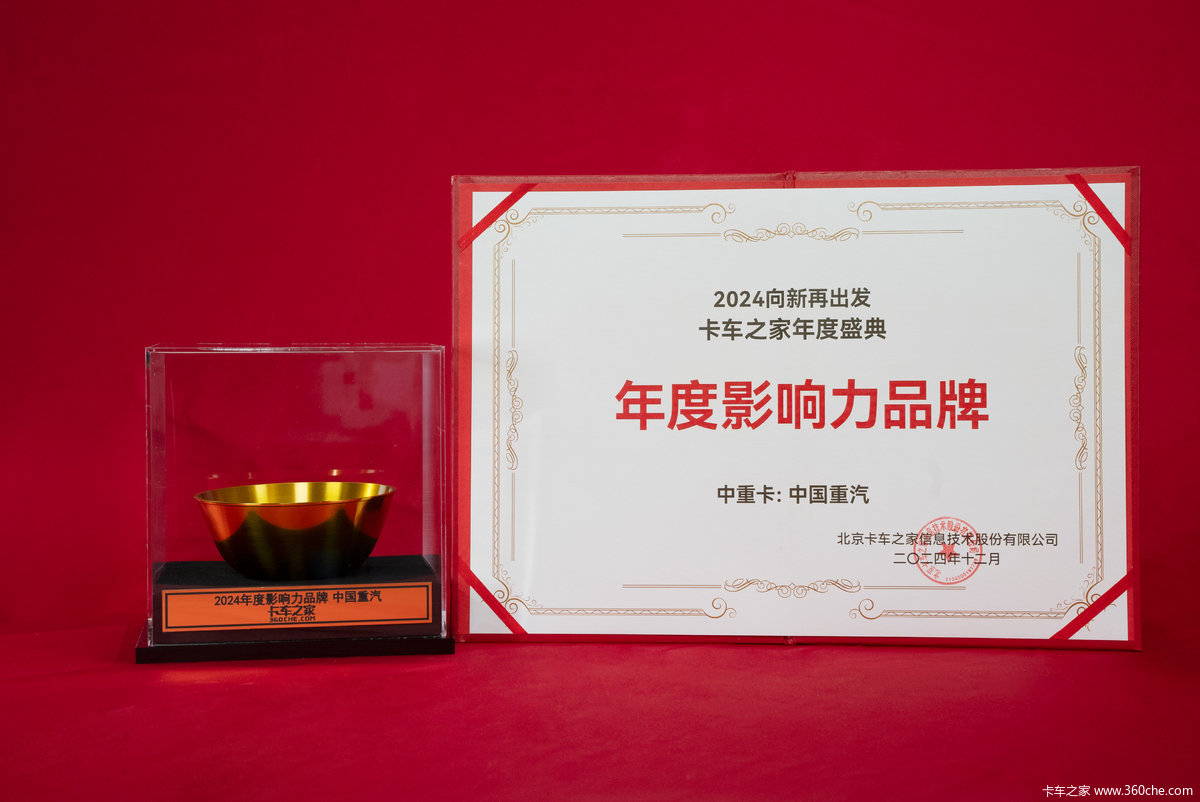 2024向新再出发
卡车之家年度盛典
年度影响力品牌
中重卡: 中国重汽
北京卡车之家信息技术股份有限公司
二〇二四年十二月
2024年度影响力品牌 中国重汽
卡车之家
360CHE.COM
卡车之家 www.360che.com